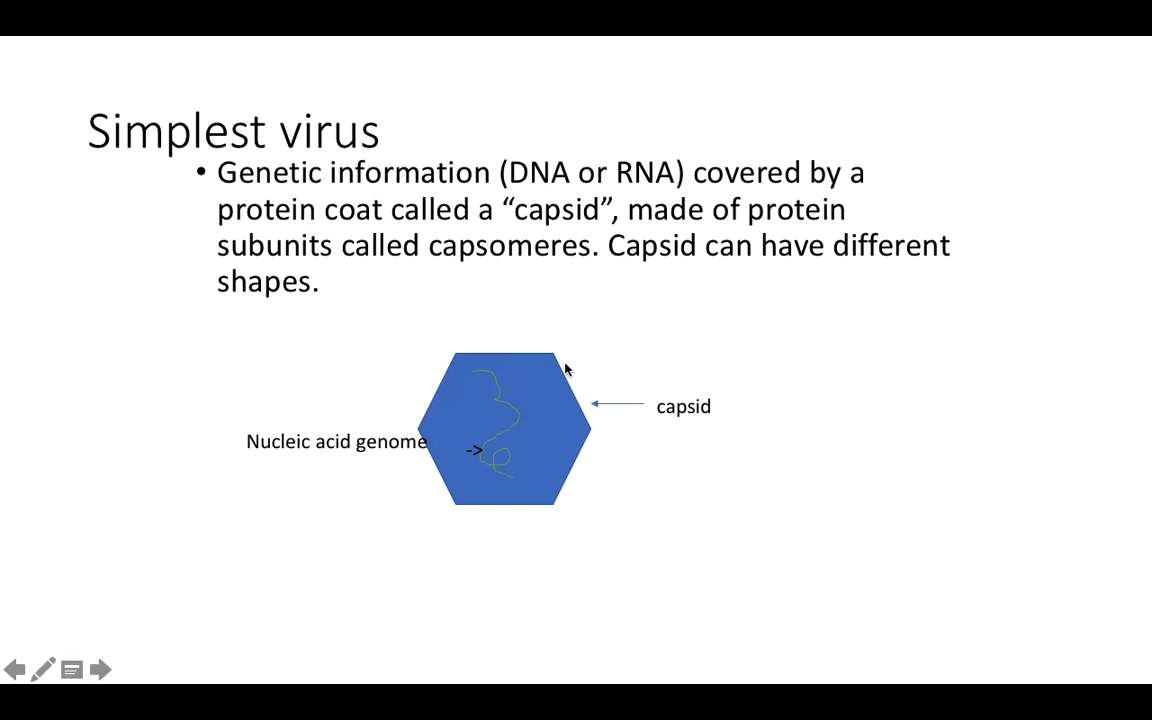 Simplest virus
• Genetic information (DNA or RNA) covered by a
protein coat called a “capsid”, made of protein
subunits called capsomeres. Capsid can have different
shapes.
capsid
Nucleic acid genome
->